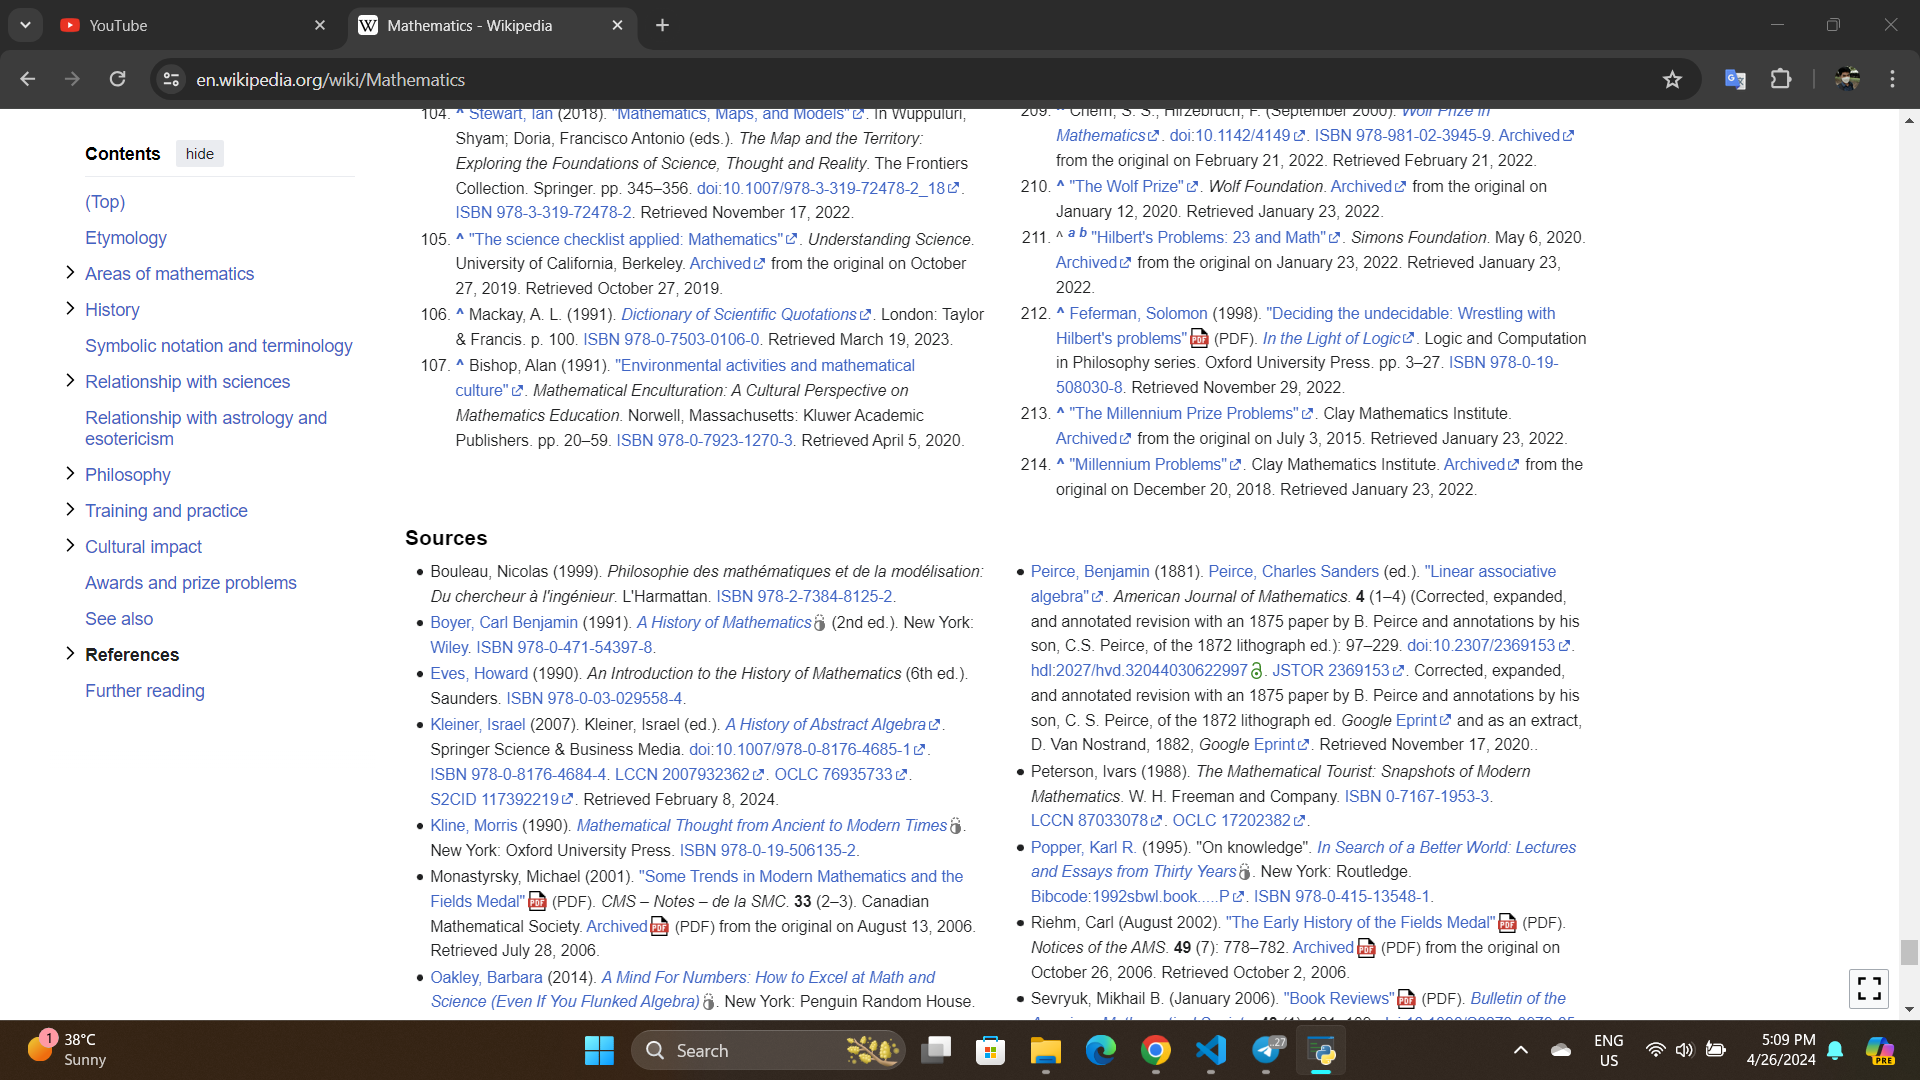 YouTube
Mathematics - Wikipedia
en.wikipedia.org/wiki/Mathematics
Contents hide
(Top)
Etymology
Areas of mathematics
History
Symbolic notation and terminology
Relationship with sciences
Relationship with astrology and
esotericism
Philosophy
Training and practice
Cultural impact
Awards and prize problems
See also
References
Further reading
104. ^ Stewart, Ian (2018). "Mathematics, Maps, and Models". In Wuppuluri,
Shyam; Doria, Francisco Antonio (eds.). The Map and the Territory:
Exploring the Foundations of Science, Thought and Reality. The Frontiers
Collection. Springer. pp. 345–356. doi:10.1007/978-3-319-72478-2_18.
ISBN 978-3-319-72478-2. Retrieved November 17, 2022.
105. ^ "The science checklist applied: Mathematics". Understanding Science.
University of California, Berkeley. Archived from the original on October
27, 2019. Retrieved October 27, 2019.
106. ^ Mackay, A. L. (1991). Dictionary of Scientific Quotations. London: Taylor
& Francis. p. 100. ISBN 978-0-7503-0106-0. Retrieved March 19, 2023.
107. ^ Bishop, Alan (1991). "Environmental activities and mathematical
culture". Mathematical Enculturation: A Cultural Perspective on
Mathematics Education. Norwell, Massachusetts: Kluwer Academic
Publishers. pp. 20–59. ISBN 978-0-7923-1270-3. Retrieved April 5, 2020.
209. ^ Chern, S. S.; Hirzebruch, F. (September 2000). Wolf Prize in
Mathematics. doi:10.1142/4149. ISBN 978-981-02-3945-9. Archived
from the original on February 21, 2022. Retrieved February 21, 2022.
210. ^ "The Wolf Prize". Wolf Foundation. Archived from the original on
January 12, 2020. Retrieved January 23, 2022.
211. ^ a b "Hilbert's Problems: 23 and Math". Simons Foundation. May 6, 2020.
Archived from the original on January 23, 2022. Retrieved January 23,
2022.
212. ^ Feferman, Solomon (1998). "Deciding the undecidable: Wrestling with
Hilbert's problems" (PDF). In the Light of Logic. Logic and Computation
in Philosophy series. Oxford University Press. pp. 3–27. ISBN 978-0-19-
508030-8. Retrieved November 29, 2022.
213. ^ "The Millennium Prize Problems". Clay Mathematics Institute.
Archived from the original on July 3, 2015. Retrieved January 23, 2022.
214. ^ "Millennium Problems". Clay Mathematics Institute. Archived from the
original on December 20, 2018. Retrieved January 23, 2022.
Sources
• Bouleau, Nicolas (1999). Philosophie des mathématiques et de la modélisation:
Du chercheur à l'ingénieur. L'Harmattan. ISBN 978-2-7384-8125-2.
• Boyer, Carl Benjamin (1991). A History of Mathematics (2nd ed.). New York:
Wiley. ISBN 978-0-471-54397-8.
• Eves, Howard (1990). An Introduction to the History of Mathematics (6th ed.).
Saunders. ISBN 978-0-03-029558-4.
• Kleiner, Israel (2007). Kleiner, Israel (ed.). A History of Abstract Algebra.
Springer Science & Business Media. doi:10.1007/978-0-8176-4685-1.
ISBN 978-0-8176-4684-4. LCCN 2007932362. OCLC 76935733.
S2CID 117392219. Retrieved February 8, 2024.
• Kline, Morris (1990). Mathematical Thought from Ancient to Modern Times.
New York: Oxford University Press. ISBN 978-0-19-506135-2.
• Monastyrsky, Michael (2001). "Some Trends in Modern Mathematics and the
Fields Medal" (PDF). CMS – Notes – de la SMC. 33 (2–3). Canadian
Mathematical Society. Archived (PDF) from the original on August 13, 2006.
Retrieved July 28, 2006.
• Oakley, Barbara (2014). A Mind For Numbers: How to Excel at Math and
Science (Even If You Flunked Algebra). New York: Penguin Random House.
• Peirce, Benjamin (1881). Peirce, Charles Sanders (ed.). "Linear associative
algebra". American Journal of Mathematics. 4 (1–4) (Corrected, expanded,
and annotated revision with an 1875 paper by B. Peirce and annotations by his
son, C.S. Peirce, of the 1872 lithograph ed.): 97–229. doi:10.2307/2369153.
hdl:2027/hvd.32044030622997. JSTOR 2369153. Corrected, expanded,
and annotated revision with an 1875 paper by B. Peirce and annotations by his
son, C. S. Peirce, of the 1872 lithograph ed. Google Eprint and as an extract,
D. Van Nostrand, 1882, Google Eprint. Retrieved November 17, 2020..
• Peterson, Ivars (1988). The Mathematical Tourist: Snapshots of Modern
Mathematics. W. H. Freeman and Company. ISBN 0-7167-1953-3.
LCCN 87033078. OCLC 17202382.
• Popper, Karl R. (1995). "On knowledge". In Search of a Better World: Lectures
and Essays from Thirty Years. New York: Routledge.
Bibcode:1992sbwl.book.....P. ISBN 978-0-415-13548-1.
• Riehm, Carl (August 2002). "The Early History of the Fields Medal" (PDF).
Notices of the AMS. 49 (7): 778–782. Archived (PDF) from the original on
October 26, 2006. Retrieved October 2, 2006.
• Sevryuk, Mikhail B. (January 2006). "Book Reviews" (PDF). Bulletin of the
1
38°C
Sunny
Search
27
ENG
US
5:09 PM
4/26/2024
PRE